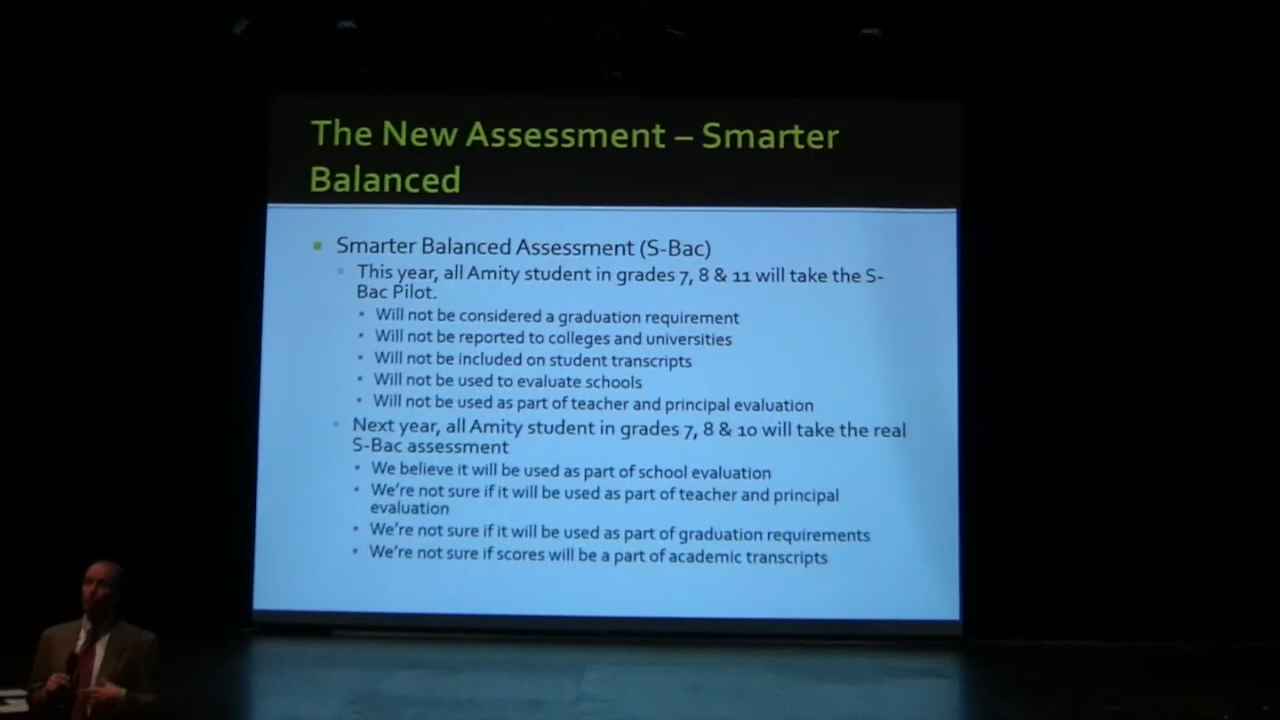 The New Assessment – Smarter
Balanced
Smarter Balanced Assessment (S-Bac)
This year, all Amity student in grades 7, 8 & 11 will take the S-
Bac Pilot.
Will not be considered a graduation requirement
Will not be reported to colleges and universities
Will not be included on student transcripts
Will not be used to evaluate schools
Will not be used as part of teacher and principal evaluation
Next year, all Amity student in grades 7, 8 & 10 will take the real
S-Bac assessment
We believe it will be used as part of school evaluation
We're not sure if it will be used as part of teacher and principal
evaluation
We're not sure if it will be used as part of graduation requirements
We're not sure if scores will be a part of academic transcripts